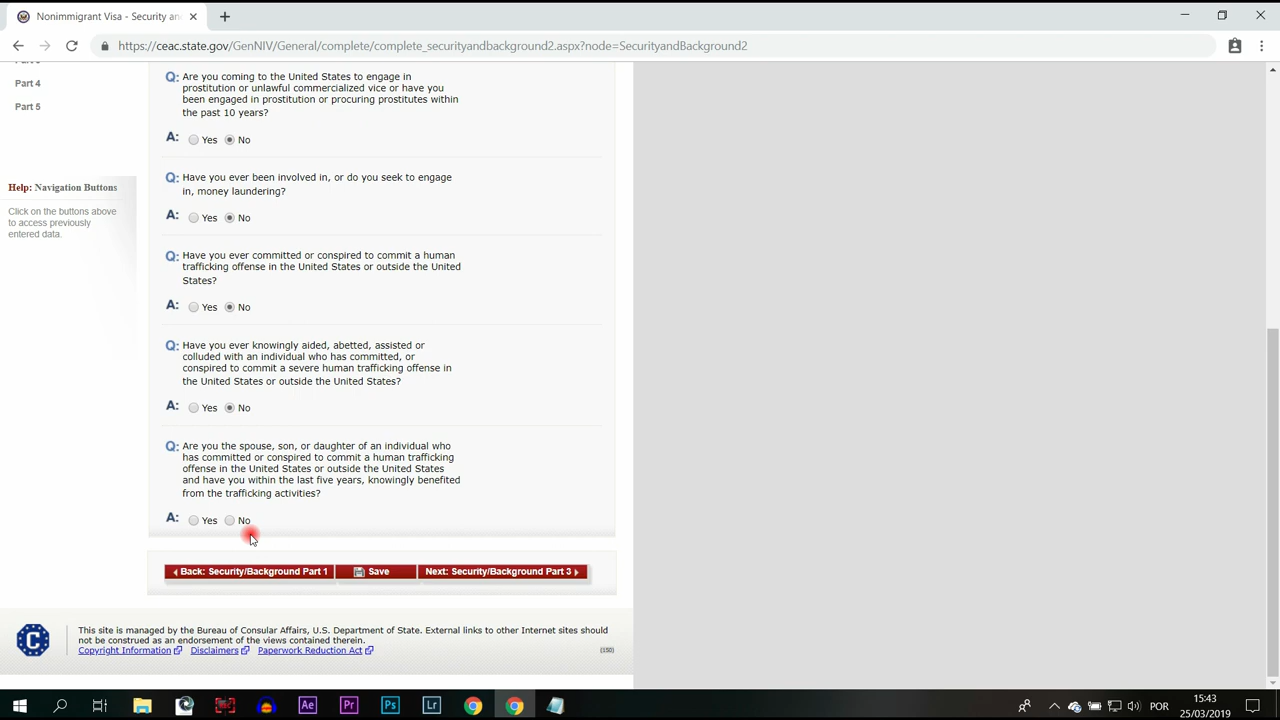 Nonimmigrant Visa - Security an
https://ceac.state.gov/GenNIV/General/complete/complete_securityandbackground2.aspx?node=SecurityandBackground2
Part 4
Part 5
Help: Navigation Buttons
Click on the buttons above
to access previously
entered data.
Q: Are you coming to the United States to engage in
prostitution or unlawful commercialized vice or have you
been engaged in prostitution or procuring prostitutes within
the past 10 years?
A: Yes No
Q: Have you ever been involved in, or do you seek to engage
in, money laundering?
A: Yes No
Q: Have you ever committed or conspired to commit a human
trafficking offense in the United States or outside the United
States?
A: Yes No
Q: Have you ever knowingly aided, abetted, assisted or
colluded with an individual who has committed, or
conspired to commit a severe human trafficking offense in
the United States or outside the United States?
A: Yes No
Q: Are you the spouse, son, or daughter of an individual who
has committed or conspired to commit a human trafficking
offense in the United States or outside the United States
and have you within the last five years, knowingly benefited
from the trafficking activities?
A: Yes No
Back: Security/Background Part 1 Save Next: Security/Background Part 3
C
This site is managed by the Bureau of Consular Affairs, U.S. Department of State. External links to other Internet sites should
not be construed as an endorsement of the views contained therein.
Copyright Information Disclaimers Paperwork Reduction Act (150)
Ae Pr Ps Lr
POR
15:43
25/03/2019